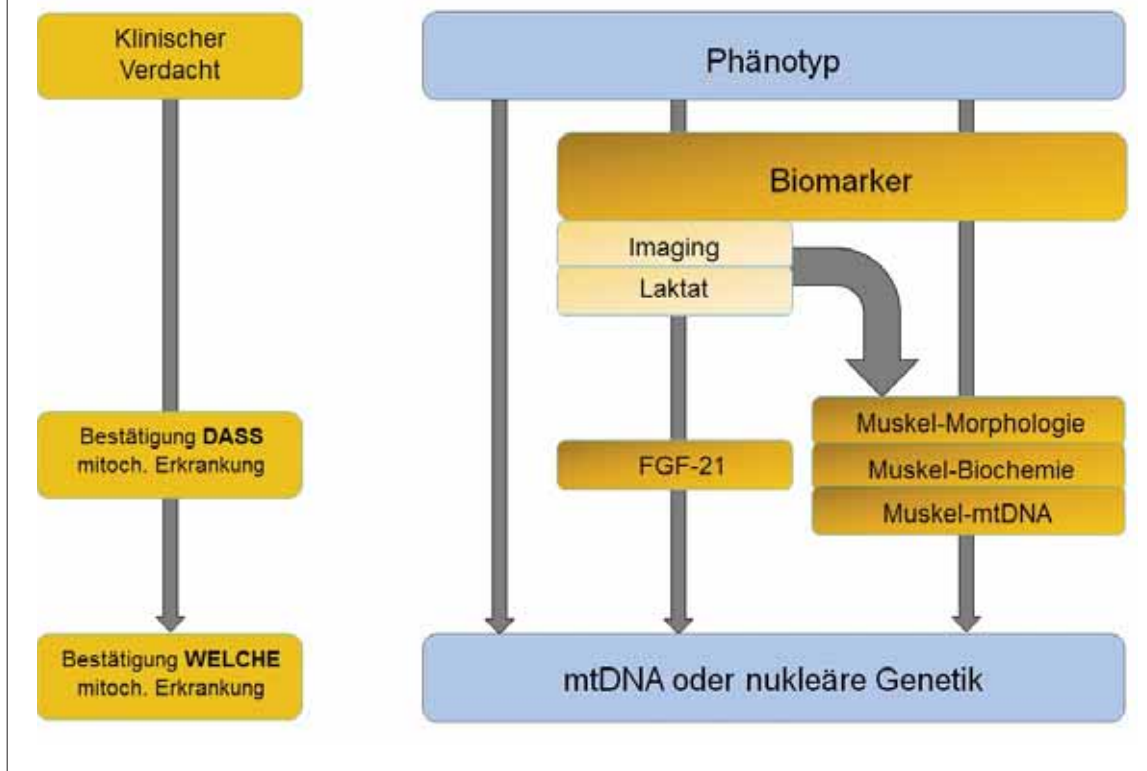 Klinischer
Verdacht
Phänotyp
Biomarker
Imaging
Laktat
Bestätigung DASS
mitoch. Erkrankung
FGF-21
Muskel-Morphologie
Muskel-Biochemie
Muskel-mtDNA
Bestätigung WELCHE
mitoch. Erkrankung
mtDNA oder nukleäre Genetik